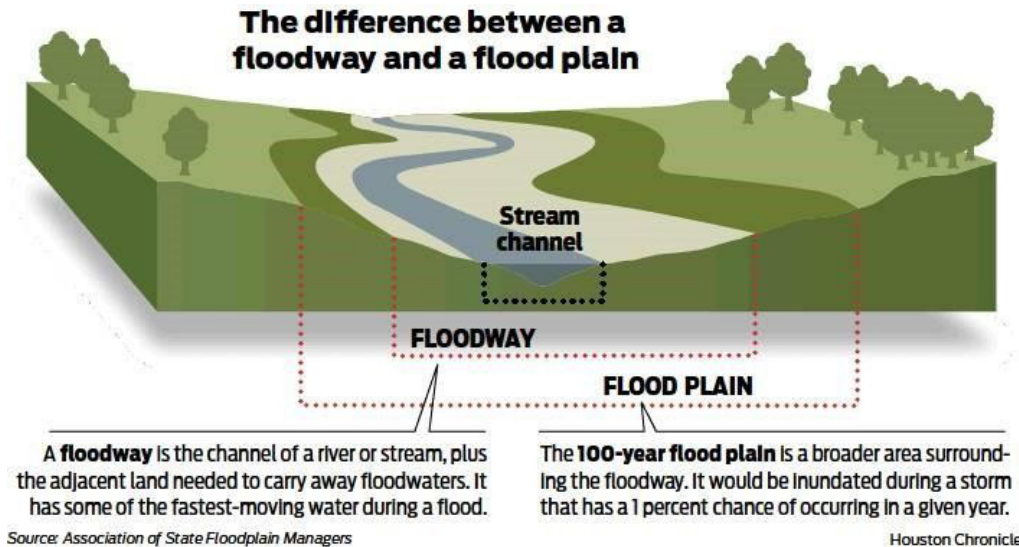 The difference between a
floodway and a flood plain
Stream
channel
FLOODWAY
FLOOD PLAIN
A floodway is the channel of a river or stream, plus
the adjacent land needed to carry away floodwaters. It
has some of the fastest-moving water during a flood.
The 100-year flood plain is a broader area surround-
ing the floodway. It would be inundated during a storm
that has a 1 percent chance of occurring in a given year.
Source: Association of State Floodplain Managers
Houston Chronicle